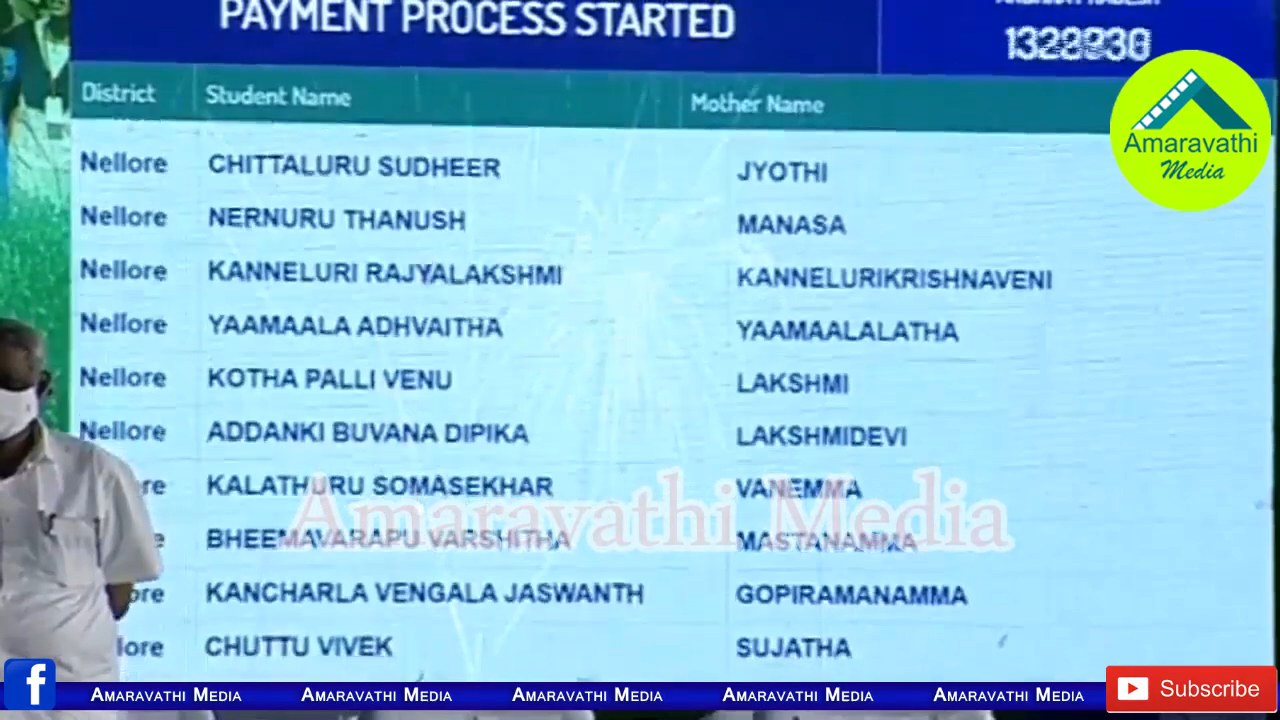 PAYMENT PROCESS STARTED
District Student Name Mother Name
Nellore CHITTALURU SUDHEER JYOTHI
Nellore NERNURU THANUSH MANASA
Nellore KANNELURI RAJYALAKSHMI KANNELURIKRISHNAVENI
Nellore YAAMAALA ADHVAITHA YAAMAALALATHA
Nellore KOTHA PALLI VENU LAKSHMI
Nellore ADDANKI BUVANA DIPIKA LAKSHMIDEVI
re KALATHURU SOMASEKHAR VANEMMA
e BHEEMAVARAPU VARSHITHA MASTANAMMA
ore KANCHARLA VENGALA JASWANTH GOPIRAMANAMMA
lore CHUTTU VIVEK SUJATHA
Amaravathi
Media
Amaravathi Media
f Amaravathi Media Amaravathi Media Amaravathi Media Amaravathi Media Amaravathi Media
Subscribe